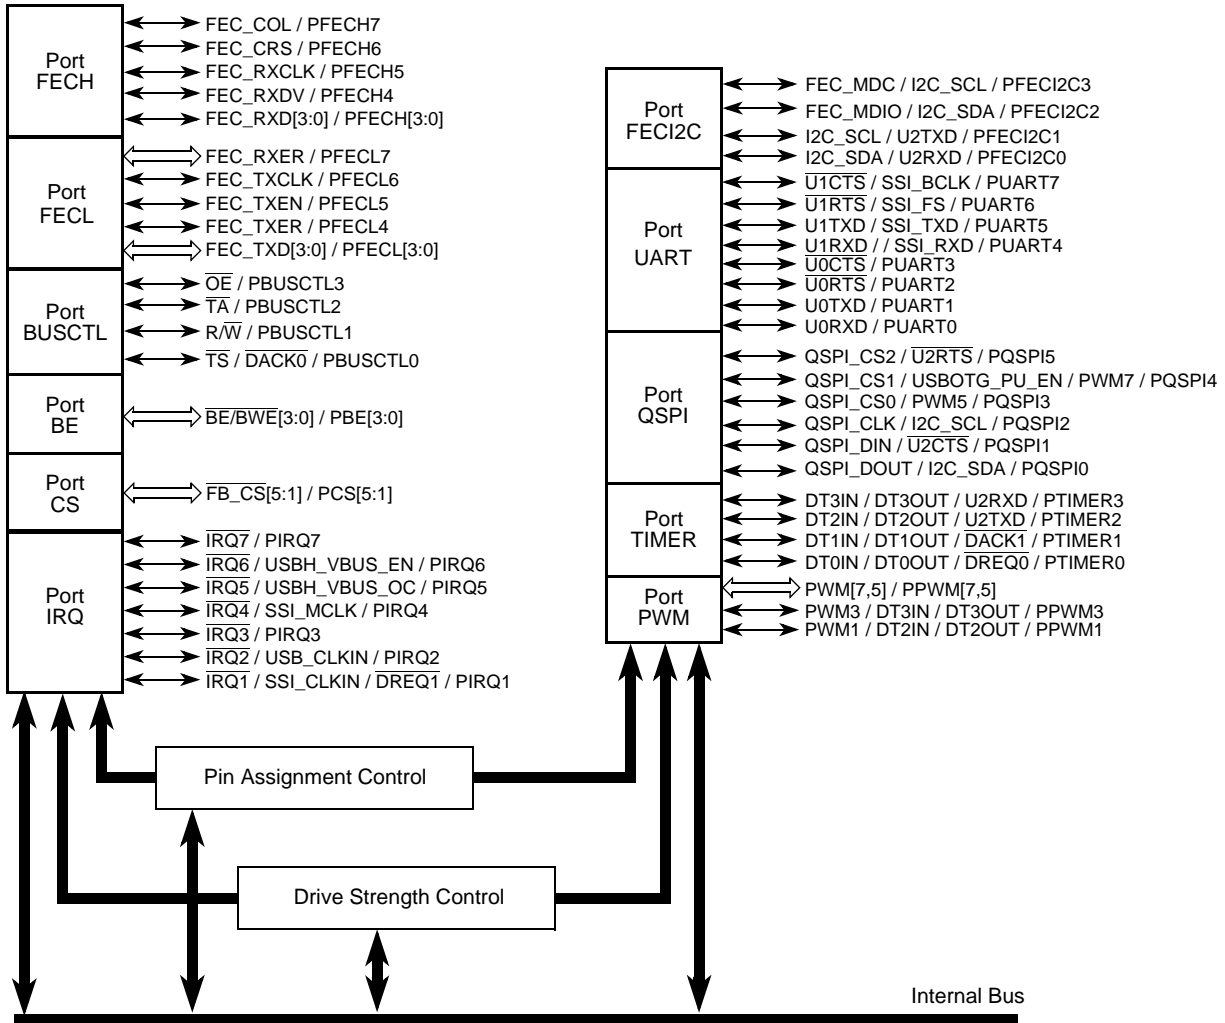 Port
FECH
FEC_COL / PFECH7
FEC_CRS / PFECH6
FEC_RXCLK / PFECH5
FEC_RXDV / PFECH4
FEC_RXD[3:0] / PFECH[3:0]
Port
FECL
FEC_RXER / PFECL7
FEC_TXCLK / PFECL6
FEC_TXEN / PFECL5
FEC_TXER / PFECL4
FEC_TXD[3:0] / PFECL[3:0]
Port
BUSCTL
OE / PBUSCTL3
TA / PBUSCTL2
R/W / PBUSCTL1
TS / DACK0 / PBUSCTL0
Port
BE
BE/BWE[3:0] / PBE[3:0]
Port
CS
FB_CS[5:1] / PCS[5:1]
Port
IRQ
IRQ7 / PIRQ7
IRQ6 / USBH_VBUS_EN / PIRQ6
IRQ5 / USBH_VBUS_OC / PIRQ5
IRQ4 / SSI_MCLK / PIRQ4
IRQ3 / PIRQ3
IRQ2 / USB_CLKIN / PIRQ2
IRQ1 / SSI_CLKIN / DREQ1 / PIRQ1
Port
FECI2C
FEC_MDC / I2C_SCL / PFECI2C3
FEC_MDIO / I2C_SDA / PFECI2C2
I2C_SCL / U2TXD / PFECI2C1
I2C_SDA / U2RXD / PFECI2C0
Port
UART
U1CTS / SSI_BCLK / PUART7
U1RTS / SSI_FS / PUART6
U1TXD / SSI_TXD / PUART5
U1RXD / / SSI_RXD / PUART4
U0CTS / PUART3
U0RTS / PUART2
U0TXD / PUART1
U0RXD / PUART0
Port
QSPI
QSPI_CS2 / U2RTS / PQSPI5
QSPI_CS1 / USBOTG_PU_EN / PWM7 / PQSPI4
QSPI_CS0 / PWM5 / PQSPI3
QSPI_CLK / I2C_SCL / PQSPI2
QSPI_DIN / U2CTS / PQSPI1
QSPI_DOUT / I2C_SDA / PQSPI0
Port
TIMER
DT3IN / DT3OUT / U2RXD / PTIMER3
DT2IN / DT2OUT / U2TXD / PTIMER2
DT1IN / DT1OUT / DACK1 / PTIMER1
DT0IN / DT0OUT / DREQ0 / PTIMER0
Port
PWM
PWM[7,5] / PPWM[7,5]
PWM3 / DT3IN / DT3OUT / PPWM3
PWM1 / DT2IN / DT2OUT / PPWM1
Pin Assignment Control
Drive Strength Control
Internal Bus